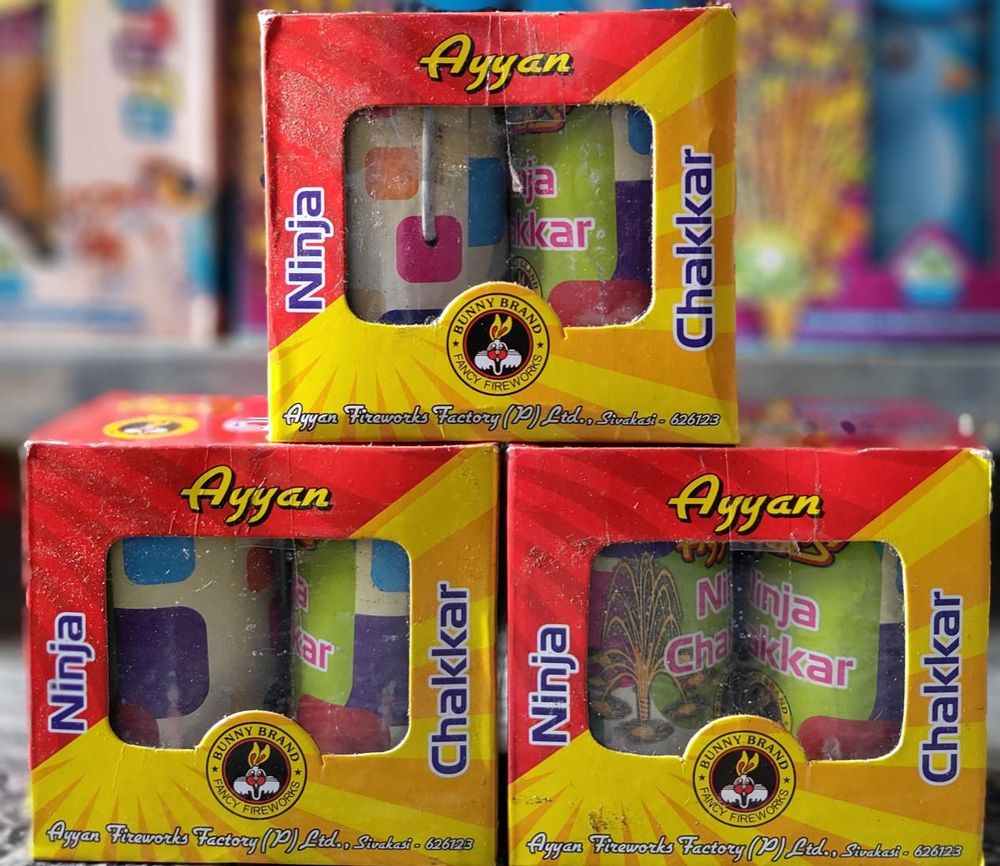 Ayyan
Ninja
Chakkar
BUNNY BRAND
FANCY FIREWORKS
Ayyan Fireworks Factory (P) Ltd., Sivakasi - 626123
Ayyan
Ninja
Chakkar
BUNNY BRAND
FANCY FIREWORKS
Ayyan Fireworks Factory (P) Ltd., Sivakasi - 626123
Ayyan
Ninja
Ninja
Chakkar
BUNNY BRAND
FANCY FIREWORKS
Ayyan Fireworks Factory (P) Ltd., Sivakasi - 626123